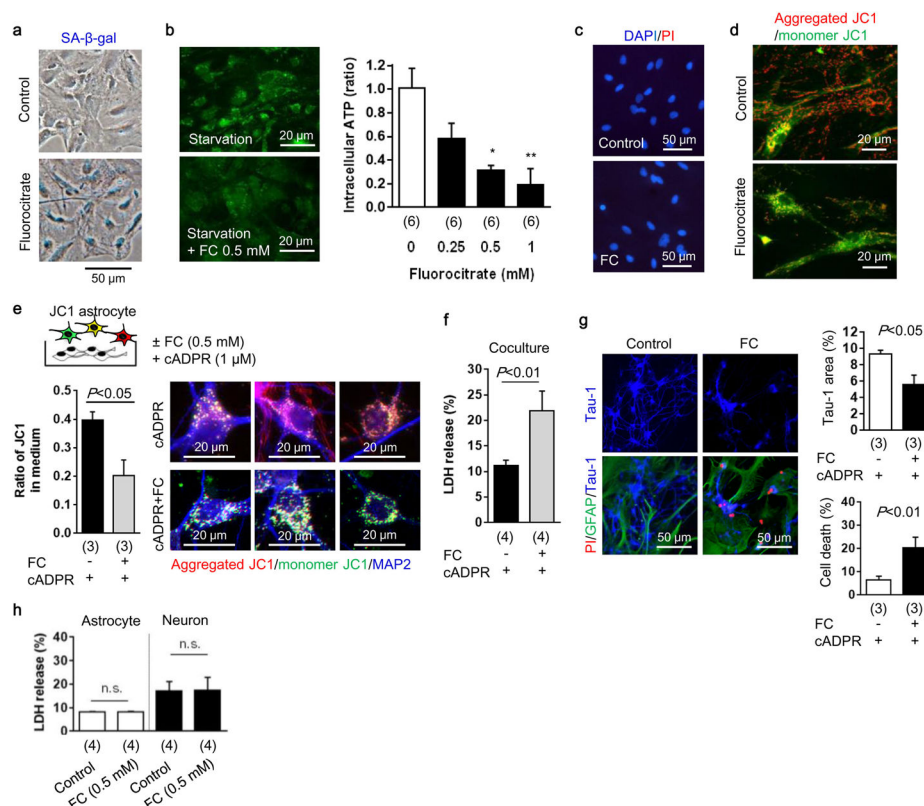 a
SA-β-gal
Control
Fluorocitrate
50 µm
b
Starvation
20 µm
Starvation
+ FC 0.5 mM
20 µm
Intracellular ATP (ratio)
1.2
1.0
0.8
0.6
0.4
0.2
0.0
*
**
(6) (6) (6) (6)
0 0.25 0.5 1
Fluorocitrate (mM)
c
DAPI/PI
Control
50 µm
FC
50 µm
d
Aggregated JC1
/monomer JC1
Control
20 µm
Fluorocitrate
20 µm
e
JC1 astrocyte
± FC (0.5 mM)
+ cADPR (1 µM)
Ratio of JC1
in medium
0.5
0.4
0.3
0.2
0.1
0.0
P<0.05
(3) (3)
FC - +
cADPR + +
cADPR
20 µm 20 µm 20 µm
cADPR+FC
20 µm 20 µm 20 µm
Aggregated JC1/monomer JC1/MAP2
f
Coculture
P<0.01
LDH release (%)
40
30
20
10
0
(4) (4)
FC - +
cADPR + +
g
Control FC
Tau-1
PI/GFAP/Tau-1
50 µm 50 µm
P<0.05
Tau-1 area (%)
12
10
8
6
4
2
0
(3) (3)
FC - +
cADPR + +
P<0.01
Cell death (%)
40
30
20
10
0
(3) (3)
FC - +
cADPR + +
h
Astrocyte Neuron
LDH release (%)
40
30
20
10
0
n.s. n.s.
(4) (4) (4) (4)
Control
FC (0.5 mM)
Control
FC (0.5 mM)